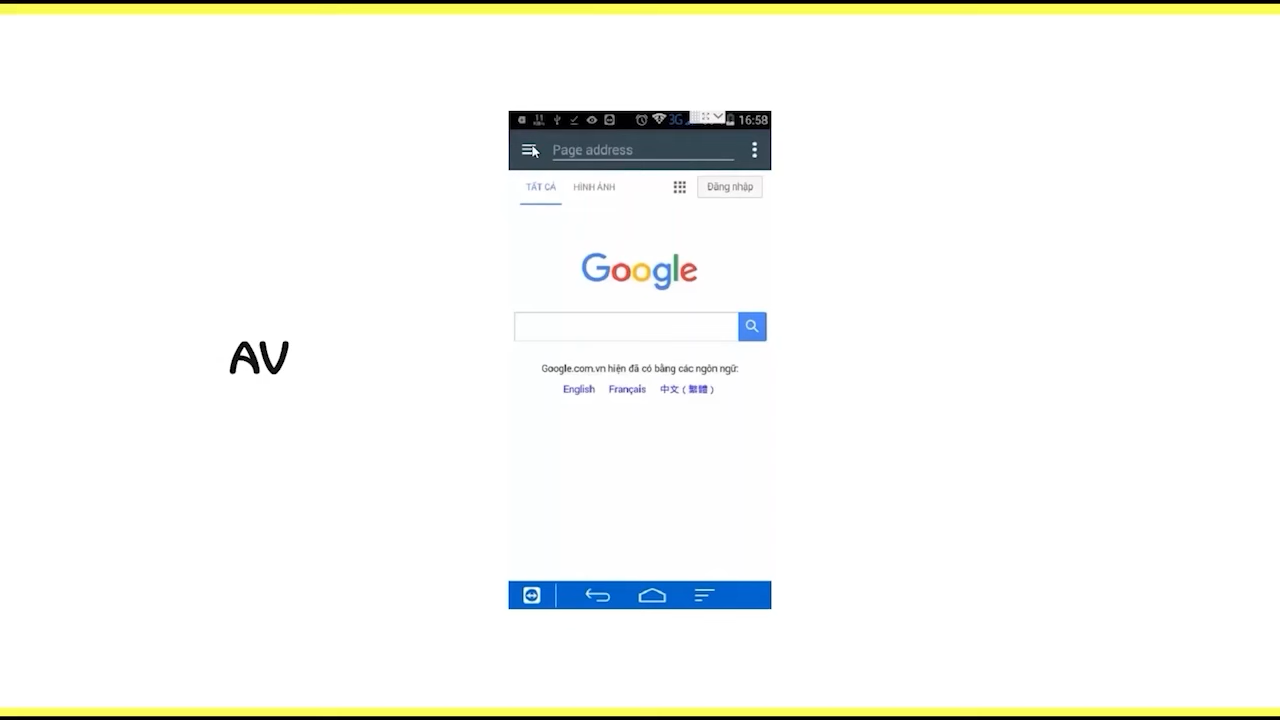 3G 16:58
Page address
TẤT CẢ HÌNH ẢNH Đăng nhập
Google
AV
Google.com.vn hiện đã có bằng các ngôn ngữ:
English Français 中文 ( 繁體 )